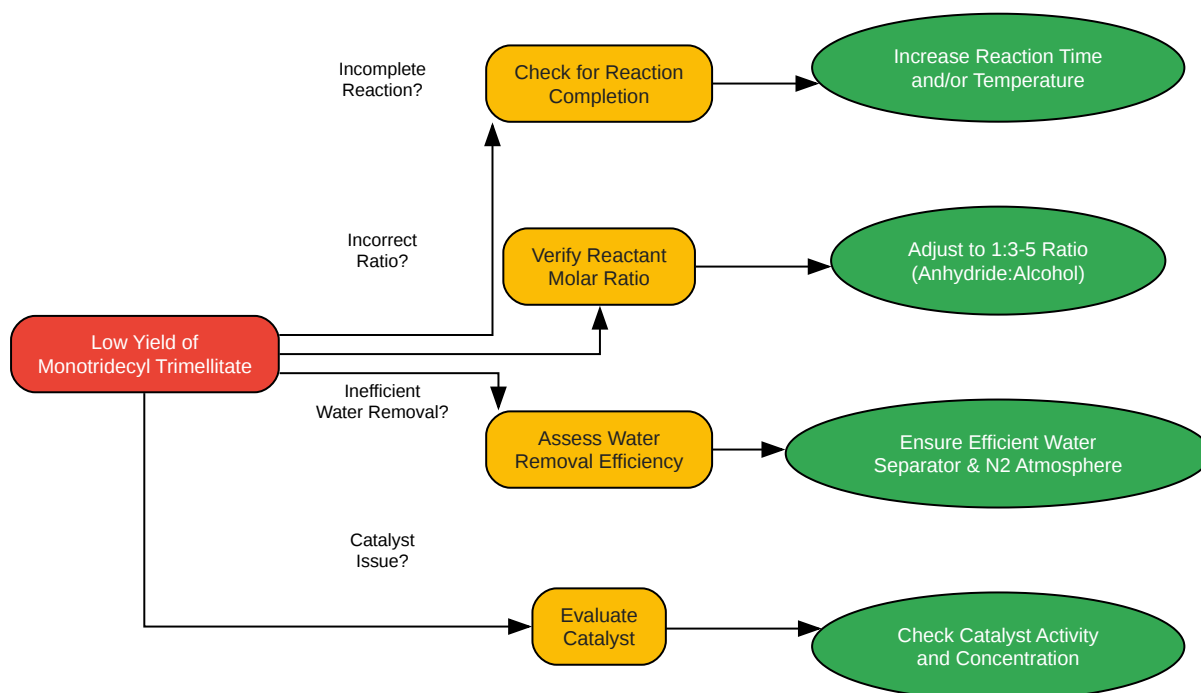 Incomplete
Reaction?
Check for Reaction
Completion
Increase Reaction Time
and/or Temperature
Incorrect
Ratio?
Verify Reactant
Molar Ratio
Adjust to 1:3-5 Ratio
(Anhydride:Alcohol)
Low Yield of
Monotridecyl Trimellitate
Inefficient
Water Removal?
Assess Water
Removal Efficiency
Ensure Efficient Water
Separator & N2 Atmosphere
Catalyst
Issue?
Evaluate
Catalyst
Check Catalyst Activity
and Concentration